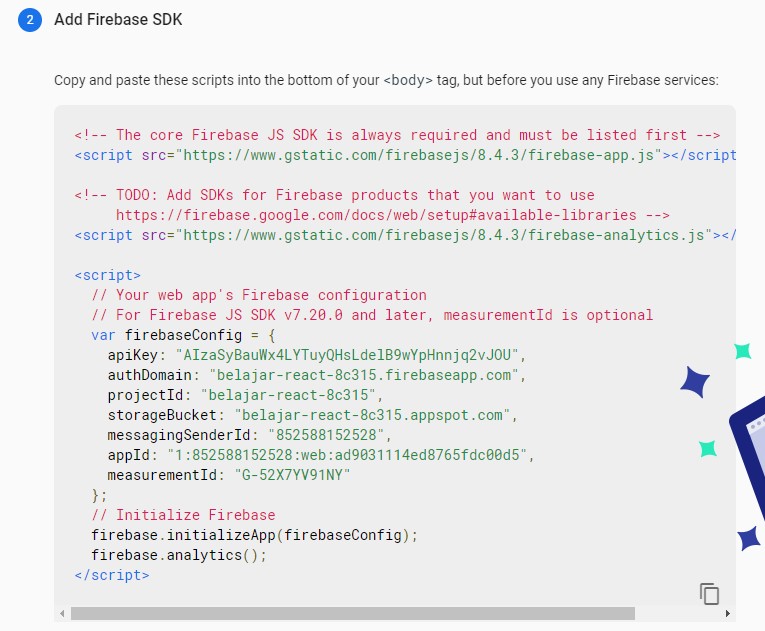 2 Add Firebase SDK
Copy and paste these scripts into the bottom of your <body> tag, but before you use any Firebase services:
<!-- The core Firebase JS SDK is always required and must be listed first -->
<script src="https://www.gstatic.com/firebasejs/8.4.3/firebase-app.js"></script
<!-- TODO: Add SDKs for Firebase products that you want to use
https://firebase.google.com/docs/web/setup#available-libraries -->
<script src="https://www.gstatic.com/firebasejs/8.4.3/firebase-analytics.js"></
<script>
// Your web app's Firebase configuration
// For Firebase JS SDK v7.20.0 and later, measurementId is optional
var firebaseConfig = {
apiKey: "AIzaSyBauWx4LYTuyQHsLdelB9wYpHnnjq2vJOU",
authDomain: "belajar-react-8c315.firebaseapp.com",
projectId: "belajar-react-8c315",
storageBucket: "belajar-react-8c315.appspot.com",
messagingSenderId: "852588152528",
appId: "1:852588152528:web:ad9031114ed8765fdc00d5",
measurementId: "G-52X7YV91NY"
};
// Initialize Firebase
firebase.initializeApp(firebaseConfig);
firebase.analytics();
</script>